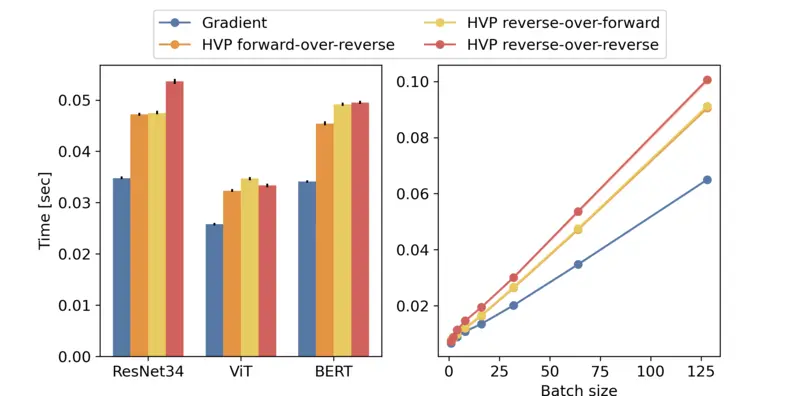 Gradient
HVP forward-over-reverse
HVP reverse-over-forward
HVP reverse-over-reverse
Time [sec]
0.05
0.04
0.03
0.02
0.01
0.00
ResNet34 ViT BERT
0.10
0.08
0.06
0.04
0.02
0 25 50 75 100 125
Batch size